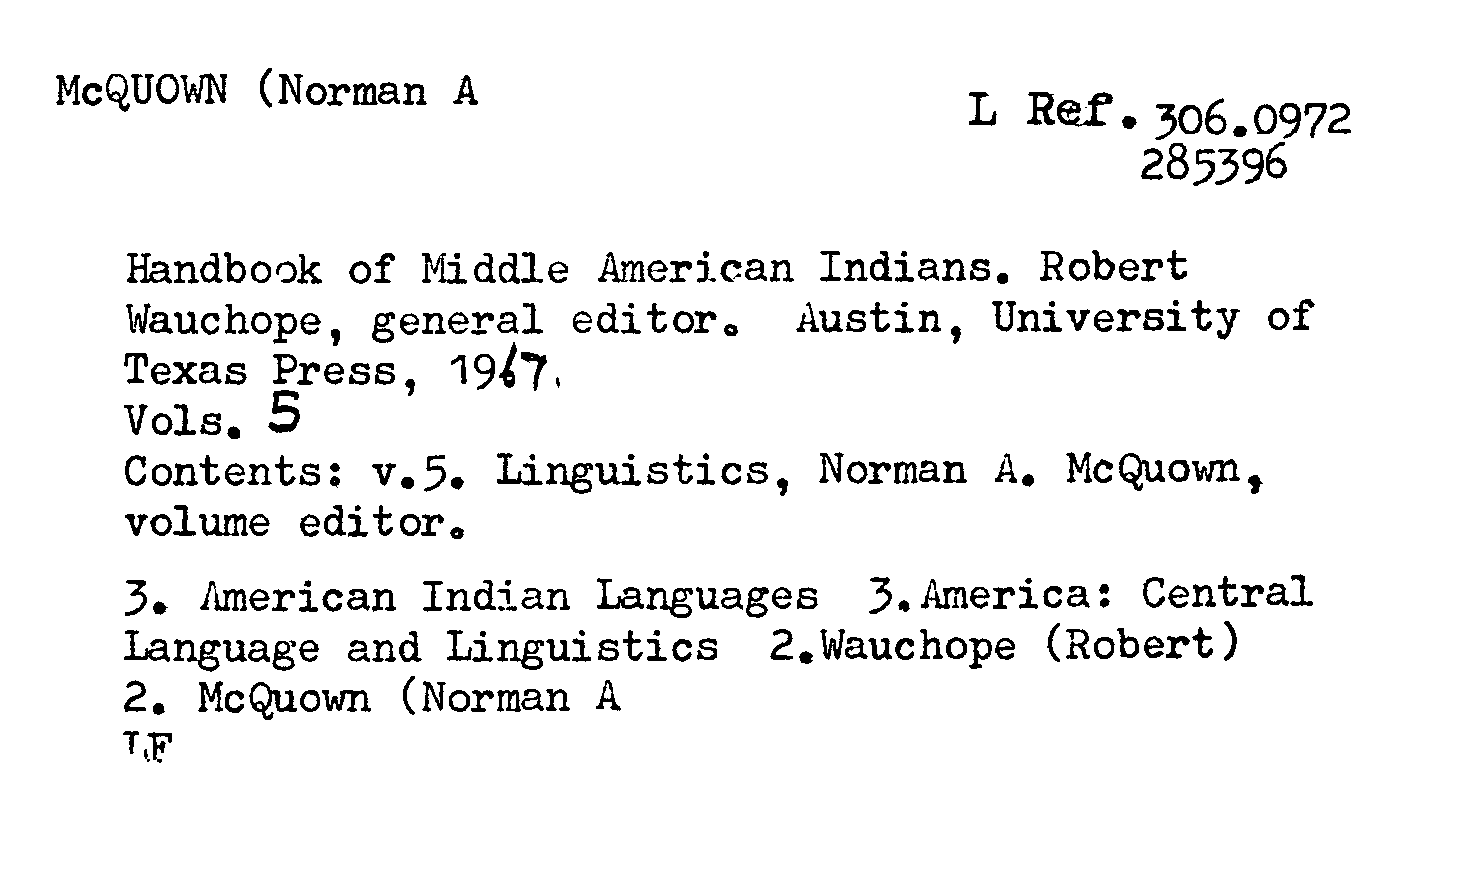 McQUOWN (Norman A
L Ref. 306.0972
285396
Handbook of Middle American Indians. Robert
Wauchope, general editor. Austin, University of
Texas Press, 1967.
Vols. 5
Contents: v.5. Linguistics, Norman A. McQuown,
volume editor.
3. American Indian Languages 3.America: Central
Language and Linguistics 2.Wauchope (Robert)
2. McQuown (Norman A